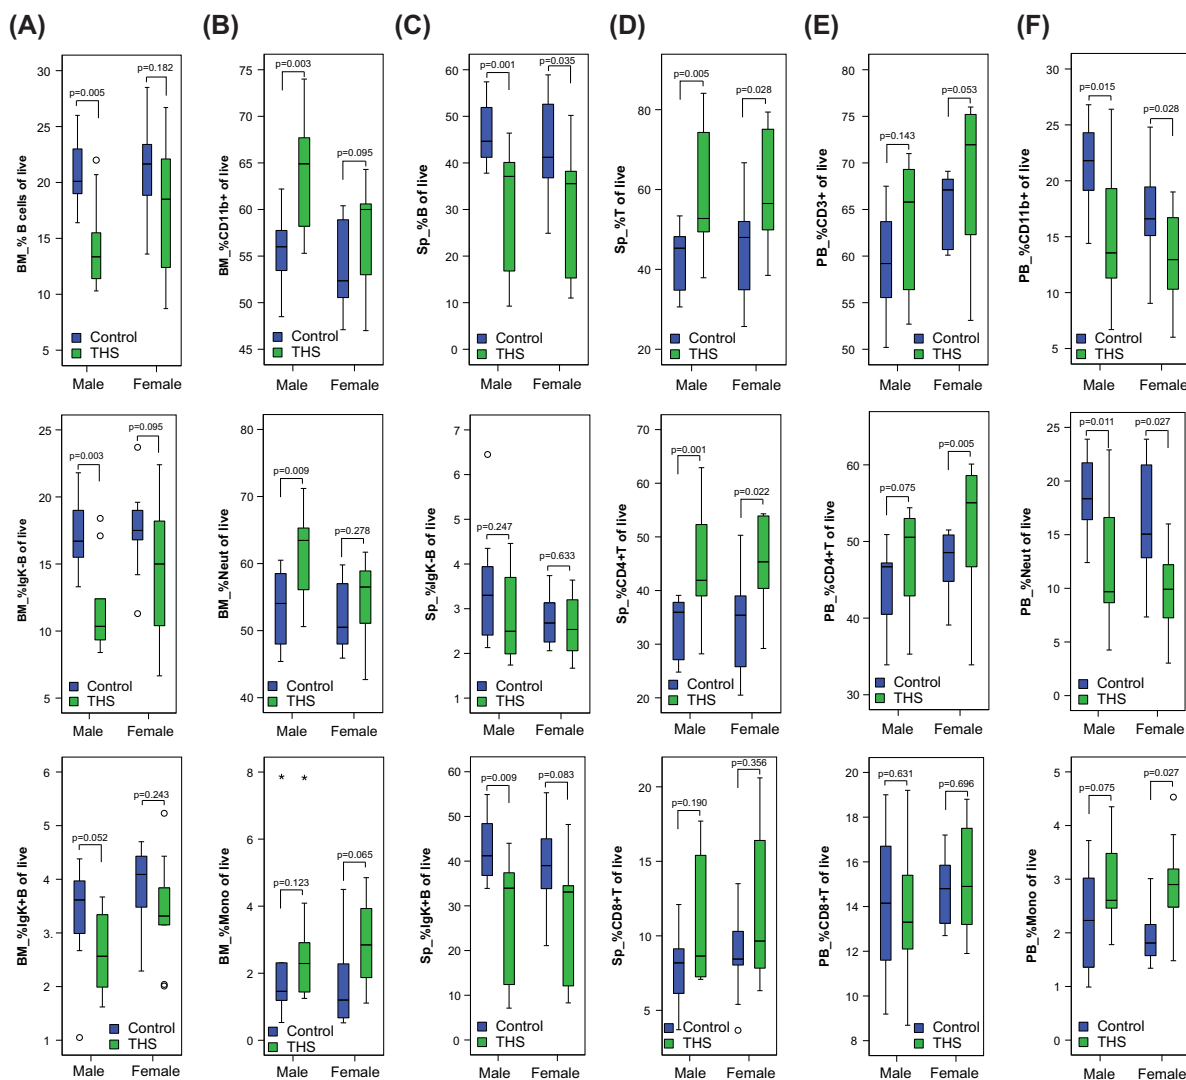 (A) (B) (C) (D) (E) (F)
BM_% B cells of live
30
25
20
15
10
5
p=0.005
p=0.182
Control
THS
Male Female
BM_%CD11b+ of live
75
70
65
60
55
50
45
p=0.003
p=0.095
Control
THS
Male Female
Sp_%B of live
60
50
40
30
20
10
0
p=0.001
p=0.035
Control
THS
Male Female
Sp_%T of live
80
60
40
20
p=0.005
p=0.028
Control
THS
Male Female
PB_%CD3+ of live
80
75
70
65
60
55
50
p=0.143
p=0.053
Control
THS
Male Female
PB_%CD11b+ of live
30
25
20
15
10
5
p=0.015
p=0.028
Control
THS
Male Female
BM_%IgK-B of live
25
20
15
10
5
p=0.003
p=0.095
Control
THS
Male Female
BM_%Neut of live
80
70
60
50
40
p=0.009
p=0.278
Control
THS
Male Female
Sp_%IgK-B of live
7
6
5
4
3
2
1
p=0.247
p=0.633
Control
THS
Male Female
Sp_%CD4+T of live
70
60
50
40
30
20
p=0.001
p=0.022
Control
THS
Male Female
PB_%CD4+T of live
60
50
40
30
p=0.075
p=0.005
Control
THS
Male Female
PB_%Neut of live
25
20
15
10
5
0
p=0.011
p=0.027
Control
THS
Male Female
BM_%IgK+B of live
6
5
4
3
2
1
p=0.052
p=0.243
Control
THS
Male Female
BM_%Mono of live
8
6
4
2
0
p=0.123
p=0.065
Control
THS
Male Female
Sp_%IgK+B of live
60
50
40
30
20
10
0
p=0.009
p=0.083
Control
THS
Male Female
Sp_%CD8+T of live
20
15
10
5
p=0.190
p=0.356
Control
THS
Male Female
PB_%CD8+T of live
20
18
16
14
12
10
8
p=0.631
p=0.696
Control
THS
Male Female
PB_%Mono of live
5
4
3
2
1
0
p=0.075
p=0.027
Control
THS
Male Female